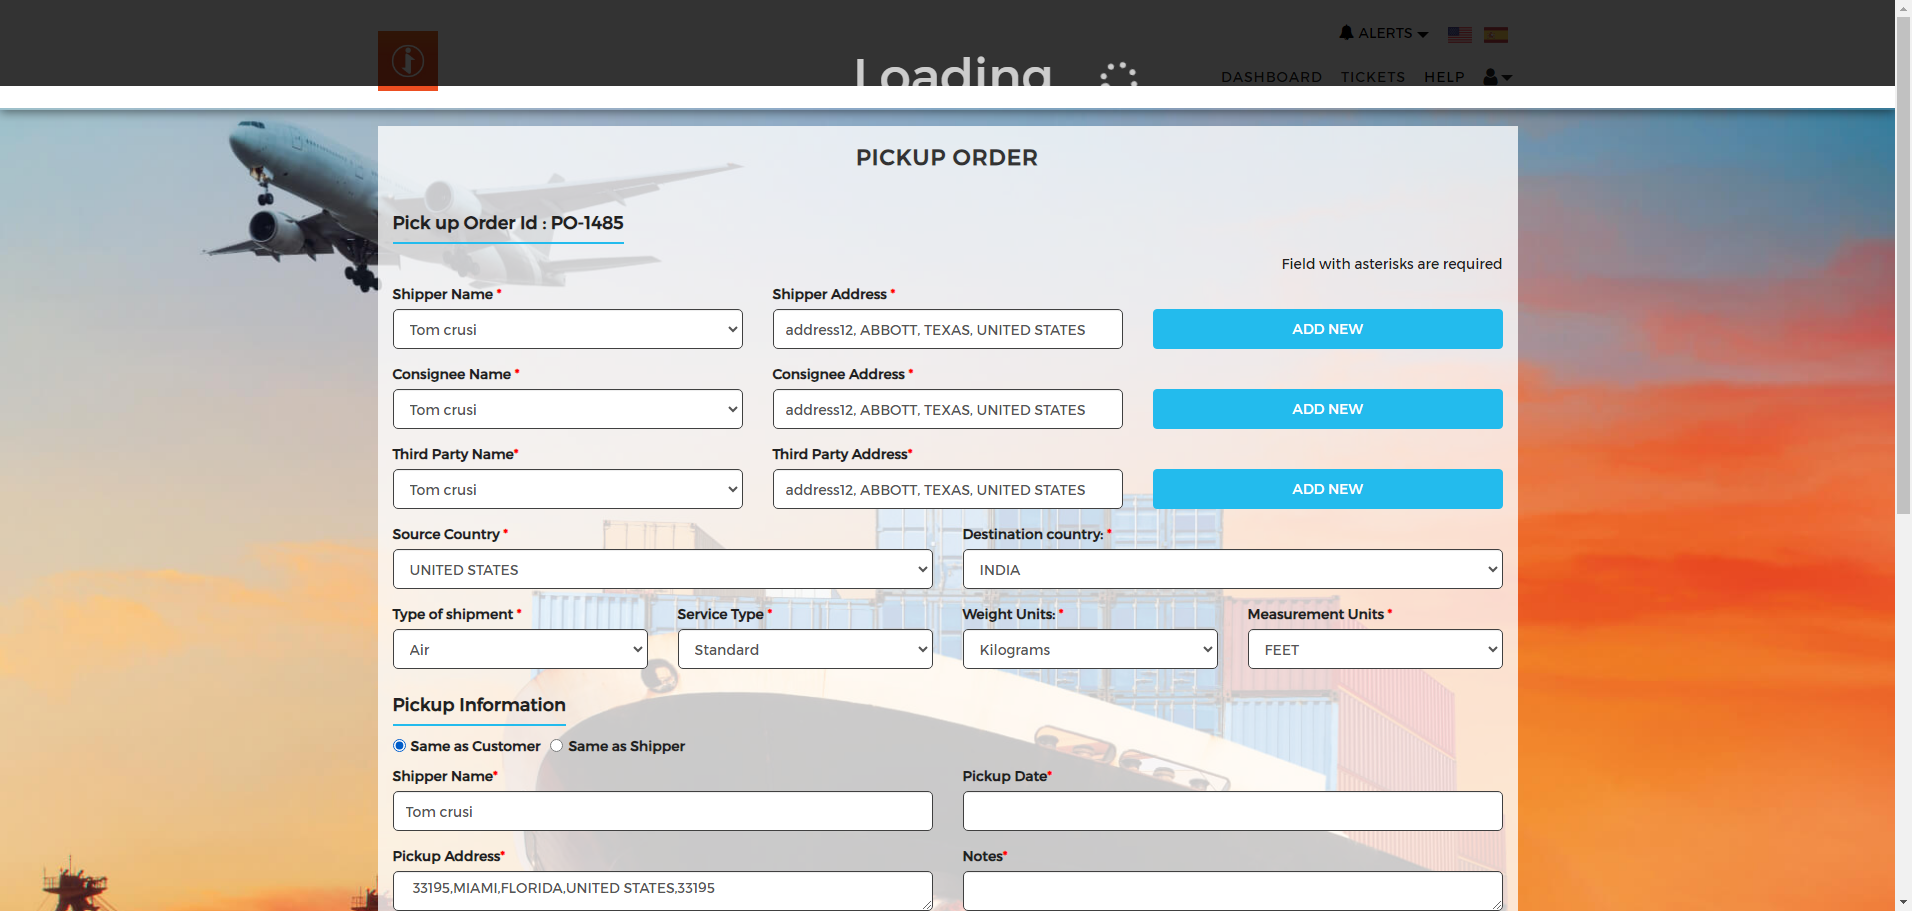 ALERTS
Loading
DASHBOARD TICKETS HELP
PICKUP ORDER
Pick up Order Id : PO-1485
Field with asterisks are required
Shipper Name * Shipper Address *
Tom crusi address12, ABBOTT, TEXAS, UNITED STATES ADD NEW
Consignee Name * Consignee Address *
Tom crusi address12, ABBOTT, TEXAS, UNITED STATES ADD NEW
Third Party Name* Third Party Address*
Tom crusi address12, ABBOTT, TEXAS, UNITED STATES ADD NEW
Source Country * Destination country: *
UNITED STATES INDIA
Type of shipment * Service Type * Weight Units: * Measurement Units *
Air Standard Kilograms FEET
Pickup Information
Same as Customer Same as Shipper
Shipper Name* Pickup Date*
Tom crusi
Pickup Address* Notes*
33195,MIAMI,FLORIDA,UNITED STATES,33195